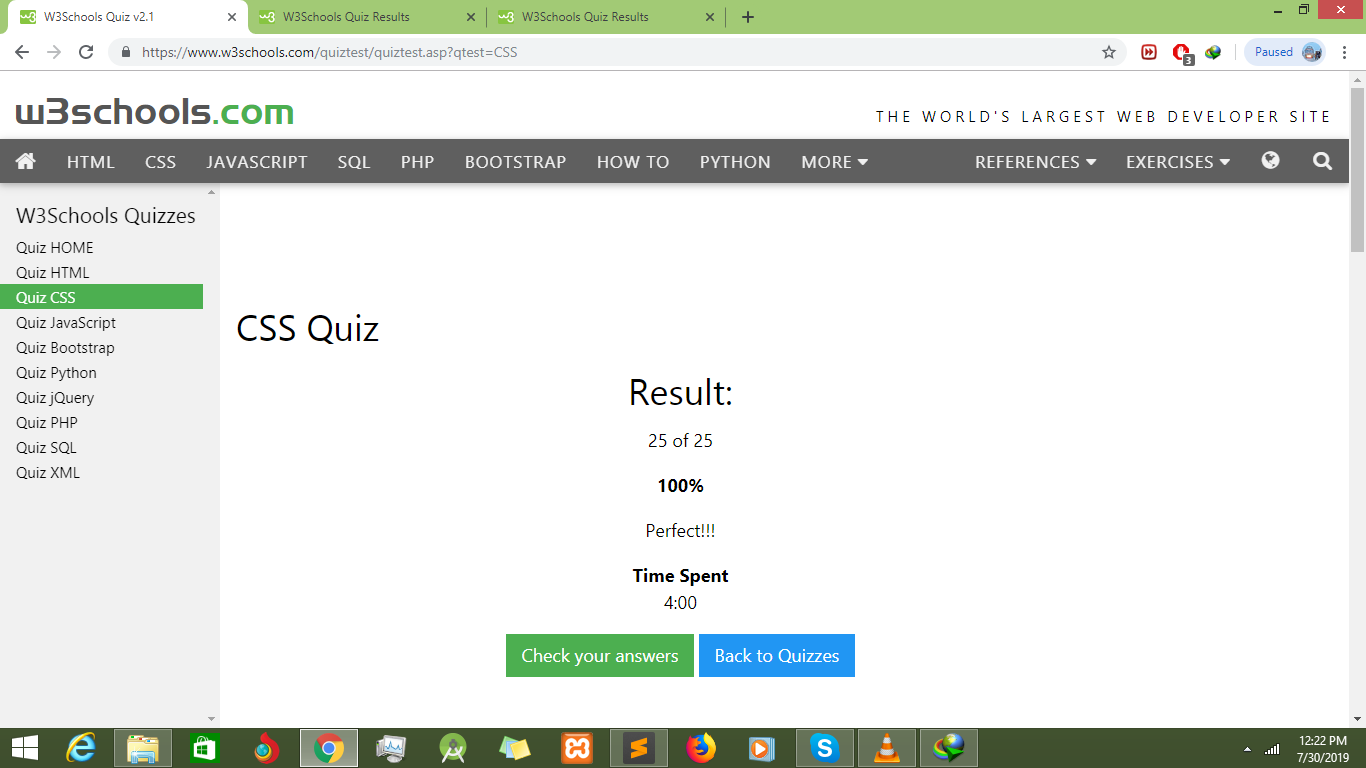 W3Schools Quiz v2.1
W3Schools Quiz Results
W3Schools Quiz Results
https://www.w3schools.com/quiztest/quiztest.asp?qtest=CSS
3
Paused
w3schools.com
THE WORLD'S LARGEST WEB DEVELOPER SITE
HTML CSS JAVASCRIPT SQL PHP BOOTSTRAP HOW TO PYTHON MORE REFERENCES EXERCISES
W3Schools Quizzes
Quiz HOME
Quiz HTML
Quiz CSS
Quiz JavaScript
Quiz Bootstrap
Quiz Python
Quiz jQuery
Quiz PHP
Quiz SQL
Quiz XML
CSS Quiz
Result:
25 of 25
100%
Perfect!!!
Time Spent
4:00
Check your answers
Back to Quizzes
12:22 PM
7/30/2019